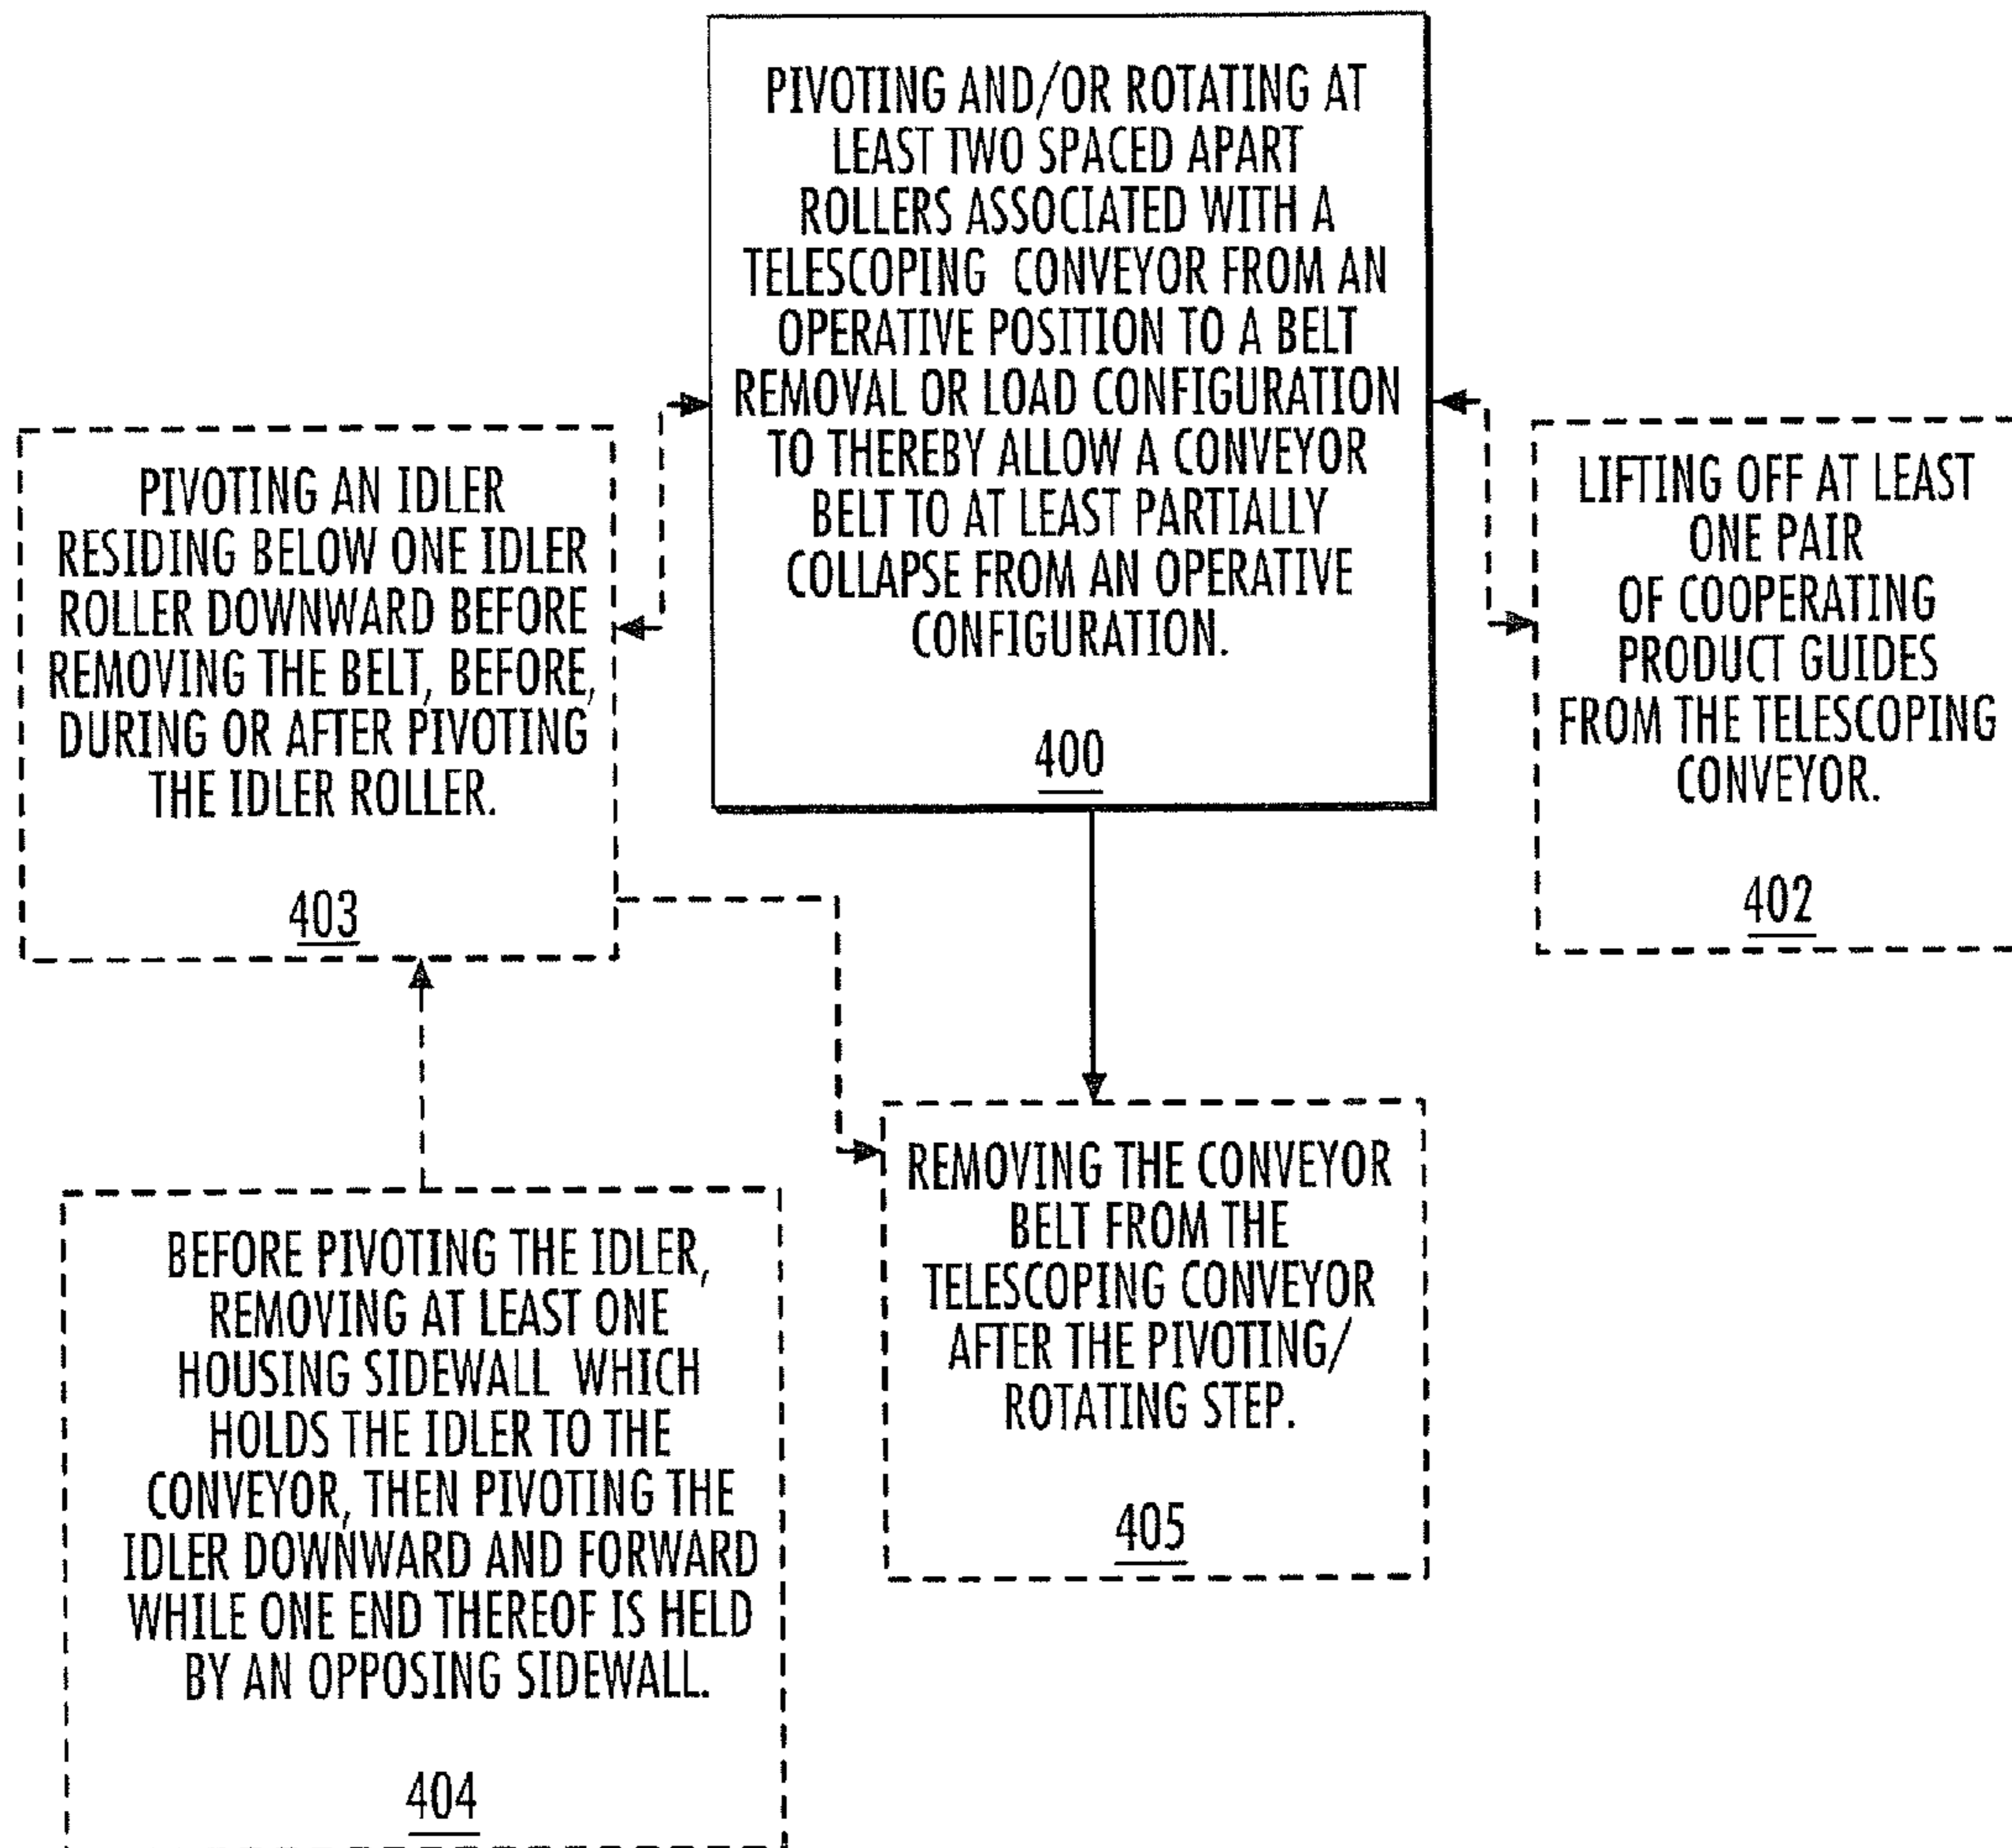 PIVOTING AND/OR ROTATING AT
LEAST TWO SPACED APART
ROLLERS ASSOCIATED WITH A
TELESCOPING CONVEYOR FROM AN
OPERATIVE POSITION TO A BELT
REMOVAL OR LOAD CONFIGURATION
TO THEREBY ALLOW A CONVEYOR
BELT TO AT LEAST PARTIALLY
COLLAPSE FROM AN OPERATIVE
CONFIGURATION.
400
PIVOTING AN IDLER
RESIDING BELOW ONE IDLER
ROLLER DOWNWARD BEFORE
REMOVING THE BELT, BEFORE,
DURING OR AFTER PIVOTING
THE IDLER ROLLER.
403
LIFTING OFF AT LEAST
ONE PAIR
OF COOPERATING
PRODUCT GUIDES
FROM THE TELESCOPING
CONVEYOR.
402
BEFORE PIVOTING THE IDLER,
REMOVING AT LEAST ONE
HOUSING SIDEWALL WHICH
HOLDS THE IDLER TO THE
CONVEYOR, THEN PIVOTING THE
IDLER DOWNWARD AND FORWARD
WHILE ONE END THEREOF IS HELD
BY AN OPPOSING SIDEWALL.
404
REMOVING THE CONVEYOR
BELT FROM THE
TELESCOPING CONVEYOR
AFTER THE PIVOTING/
ROTATING STEP.
405